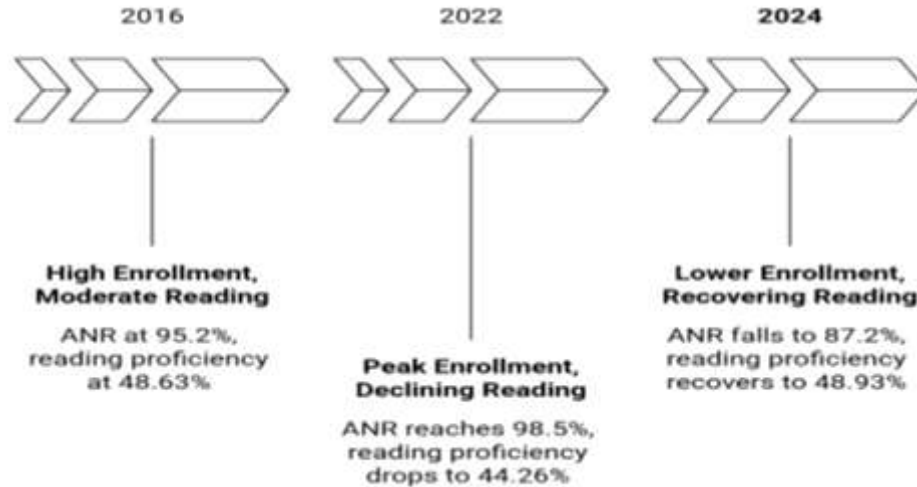 2016
High Enrollment,
Moderate Reading
ANR at 95.2%,
reading proficiency
at 48.63%
2022
Peak Enrollment,
Declining Reading
ANR reaches 98.5%,
reading proficiency
drops to 44.26%
2024
Lower Enrollment,
Recovering Reading
ANR falls to 87.2%,
reading proficiency
recovers to 48.93%